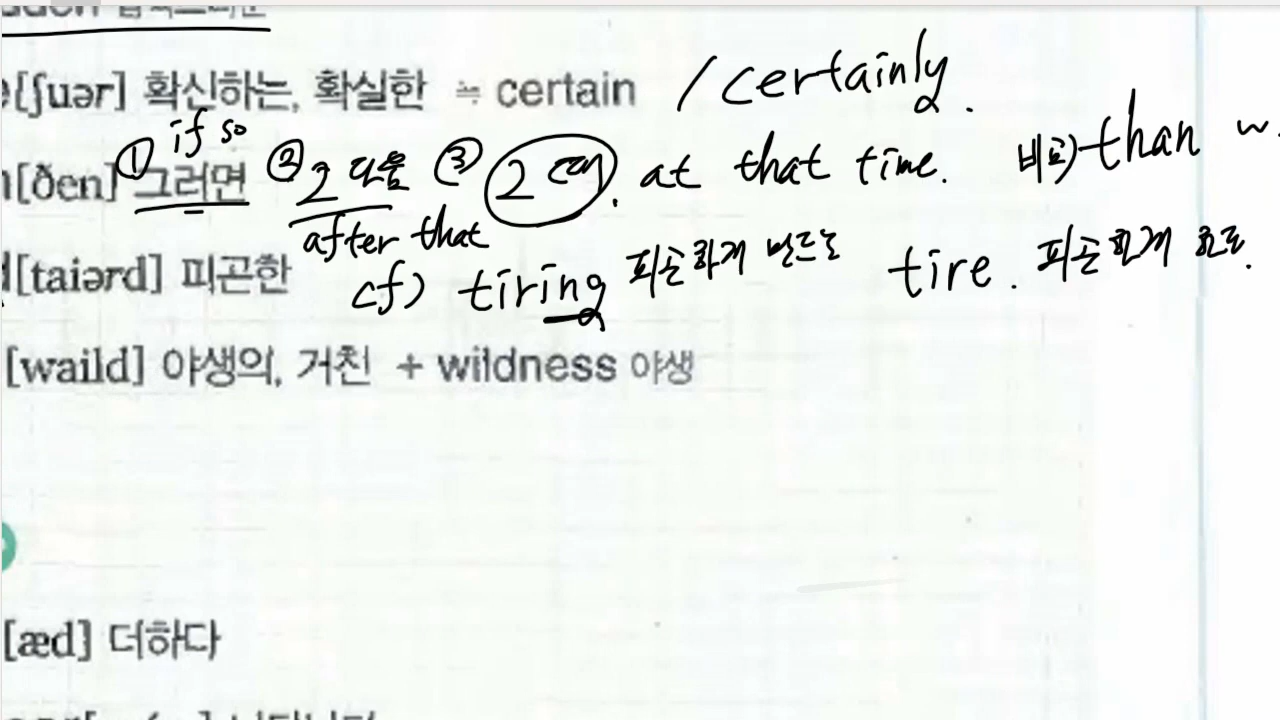 [ʃuər] 확신하는, 확실한 ≒ certain / certainly.
if so
[ðen] ① 그러면 ② 그 다음 ③ 그 때. at that time. 비교) than
after that
[taiərd] 피곤한 cf) tiring 피곤하게 만드는 tire. 피곤하게
[waild] 야생의, 거친 + wildness 야생
[æd] 더하다